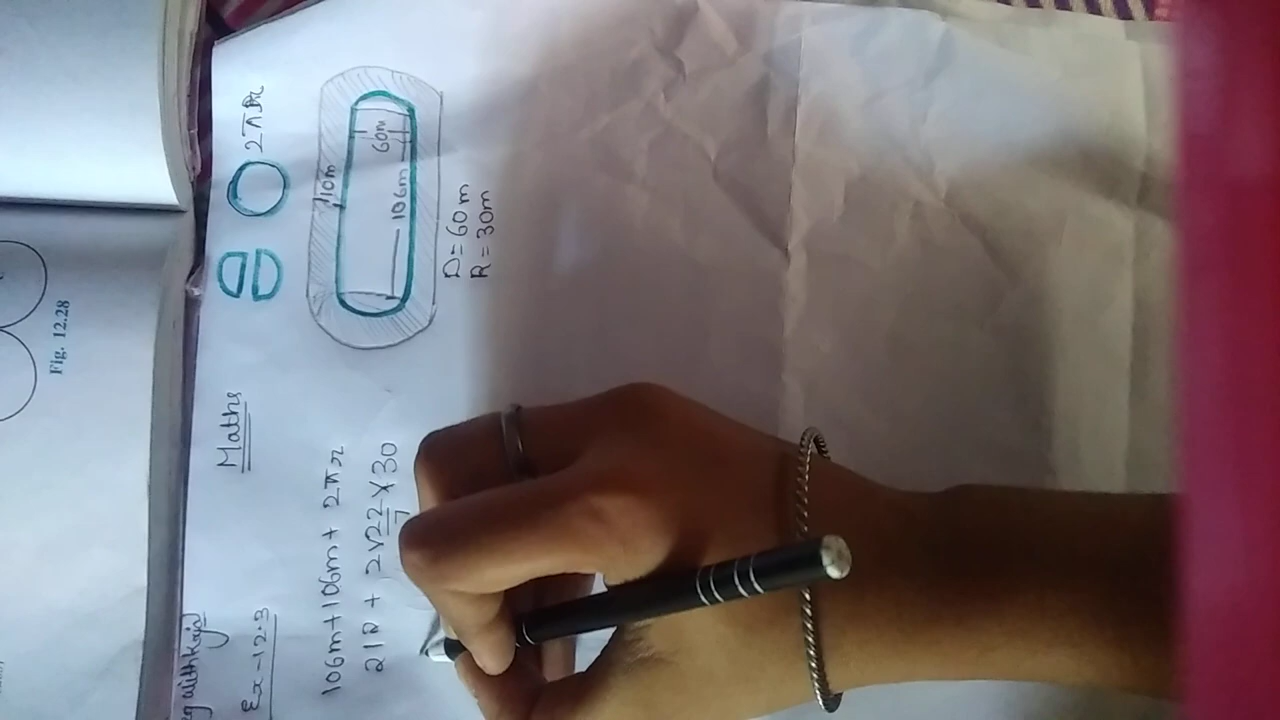 Maths
Ex-12.3
106m+106m+2πr
212 + 2×22/7×30
2πr
10m
60m
106m
D=60m
R=30m
Fig. 12.28